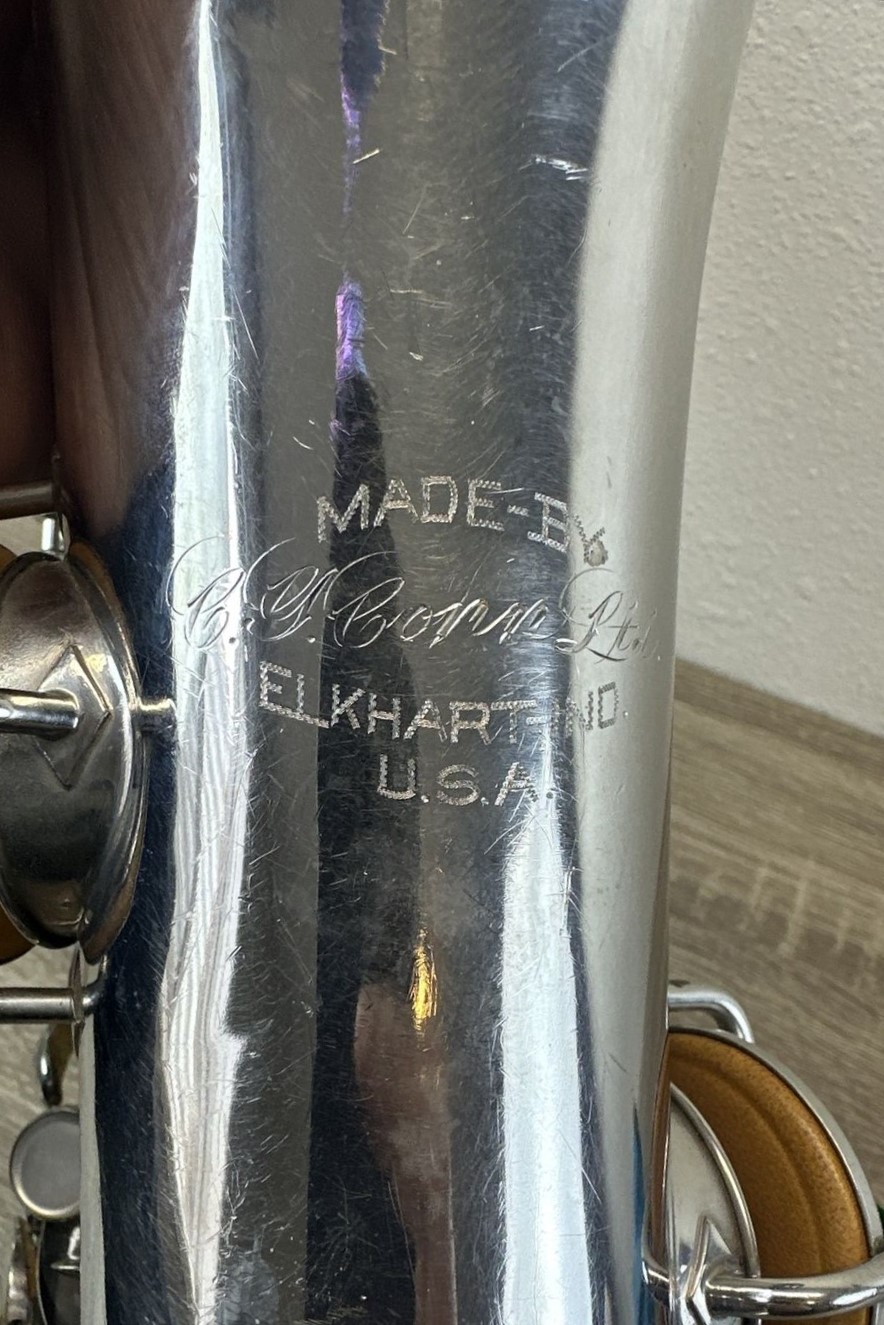 MADE-BY
C.G. Conn Ltd.
ELKHART-IND.
U.S.A.